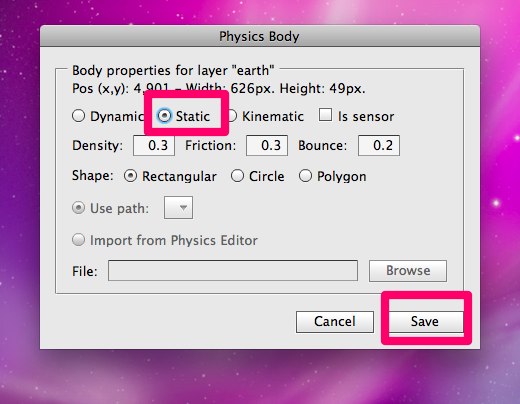 Physics Body
Body properties for layer "earth"
Pos (x,y): 4,901 – Width: 626px. Height: 49px.
Dynamic Static Kinematic Is sensor
Density: 0.3 Friction: 0.3 Bounce: 0.2
Shape: Rectangular Circle Polygon
Use path:
Import from Physics Editor
File: Browse
Cancel Save